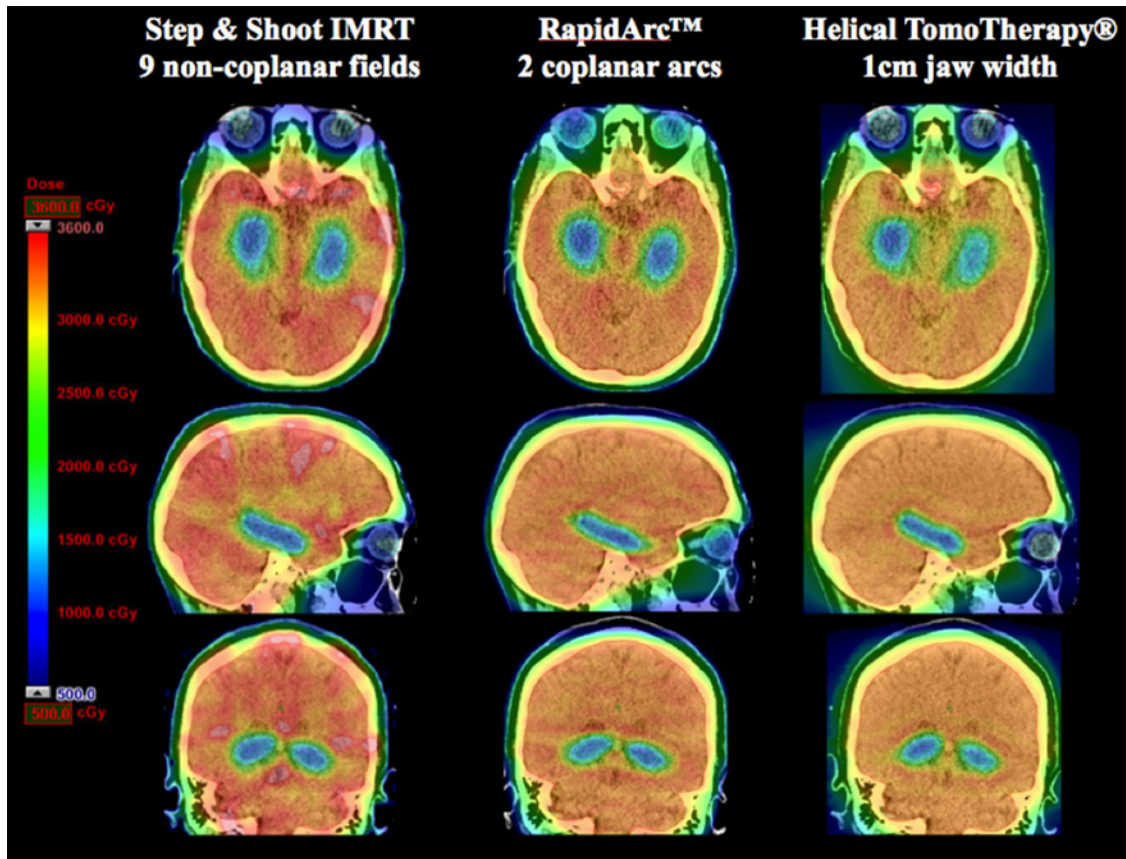 Step & Shoot IMRT
9 non-coplanar fields
RapidArc™
2 coplanar arcs
Helical TomoTherapy®
1cm jaw width
Dose
3600.0 cGy
3600.0
3000.0 cGy
2500.0 cGy
2000.0 cGy
1500.0 cGy
1000.0 cGy
500.0
500.0 cGy